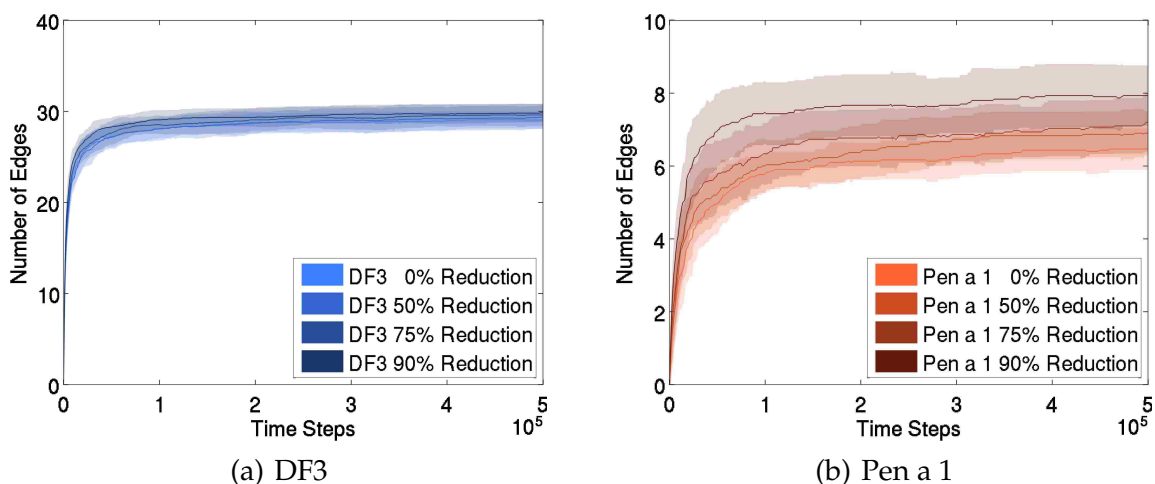 40
30
20
10
0
Number of Edges
DF3 0% Reduction
DF3 50% Reduction
DF3 75% Reduction
DF3 90% Reduction
0 1 2 3 4 5
Time Steps
10^5
(a) DF3
10
8
6
4
2
0
Number of Edges
Pen a 1 0% Reduction
Pen a 1 50% Reduction
Pen a 1 75% Reduction
Pen a 1 90% Reduction
0 1 2 3 4 5
Time Steps
10^5
(b) Pen a 1